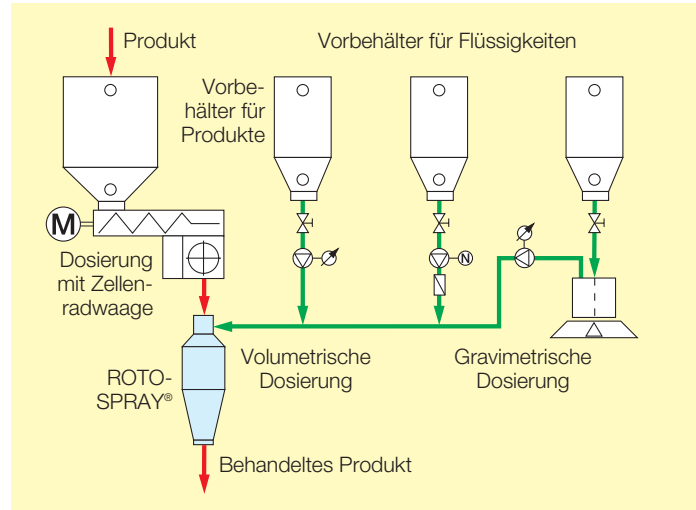 Produkt
Vorbehälter für Flüssigkeiten
Vorbe-
hälter für
Produkte
M
Dosierung
mit Zellen-
radwaage
N
Volumetrische
Dosierung
Gravimetrische
Dosierung
ROTO-
SPRAY®
Behandeltes Produkt